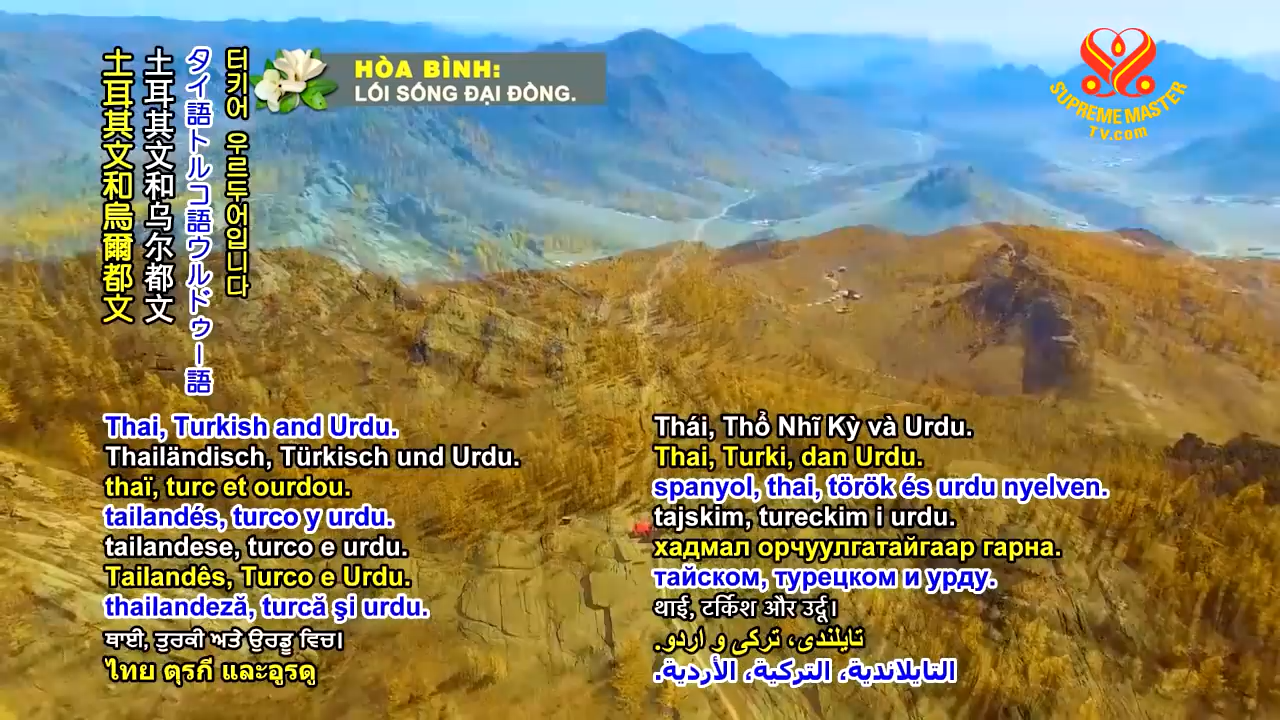 土耳其文和烏爾都文
土耳其文和乌尔都文
タイ語トルコ語ウルドゥー語
터키어 우르두어입니다
HÒA BÌNH:
LỐI SỐNG ĐẠI ĐỒNG.
SUPREME MASTER
TV.com
Thai, Turkish and Urdu.
Thailändisch, Türkisch und Urdu.
thaï, turc et ourdou.
tailandés, turco y urdu.
tailandese, turco e urdu.
Tailandês, Turco e Urdu.
thailandeză, turcă şi urdu.
ਥਾਈ, ਤੁਰਕੀ ਅਤੇ ਉਰਡੂ ਵਿਚ।
ไทย ตุรกี และอูรดู
Thái, Thổ Nhĩ Kỳ và Urdu.
Thai, Turki, dan Urdu.
spanyol, thai, török és urdu nyelven.
tajskim, tureckim i urdu.
хадмал орчуулгатайгаар гарна.
тайском, турецком и урду.
थाई, टर्किश और उर्दू।
تایلندی، ترکی و اردو.
التايلاندية، التركية، الأردية.